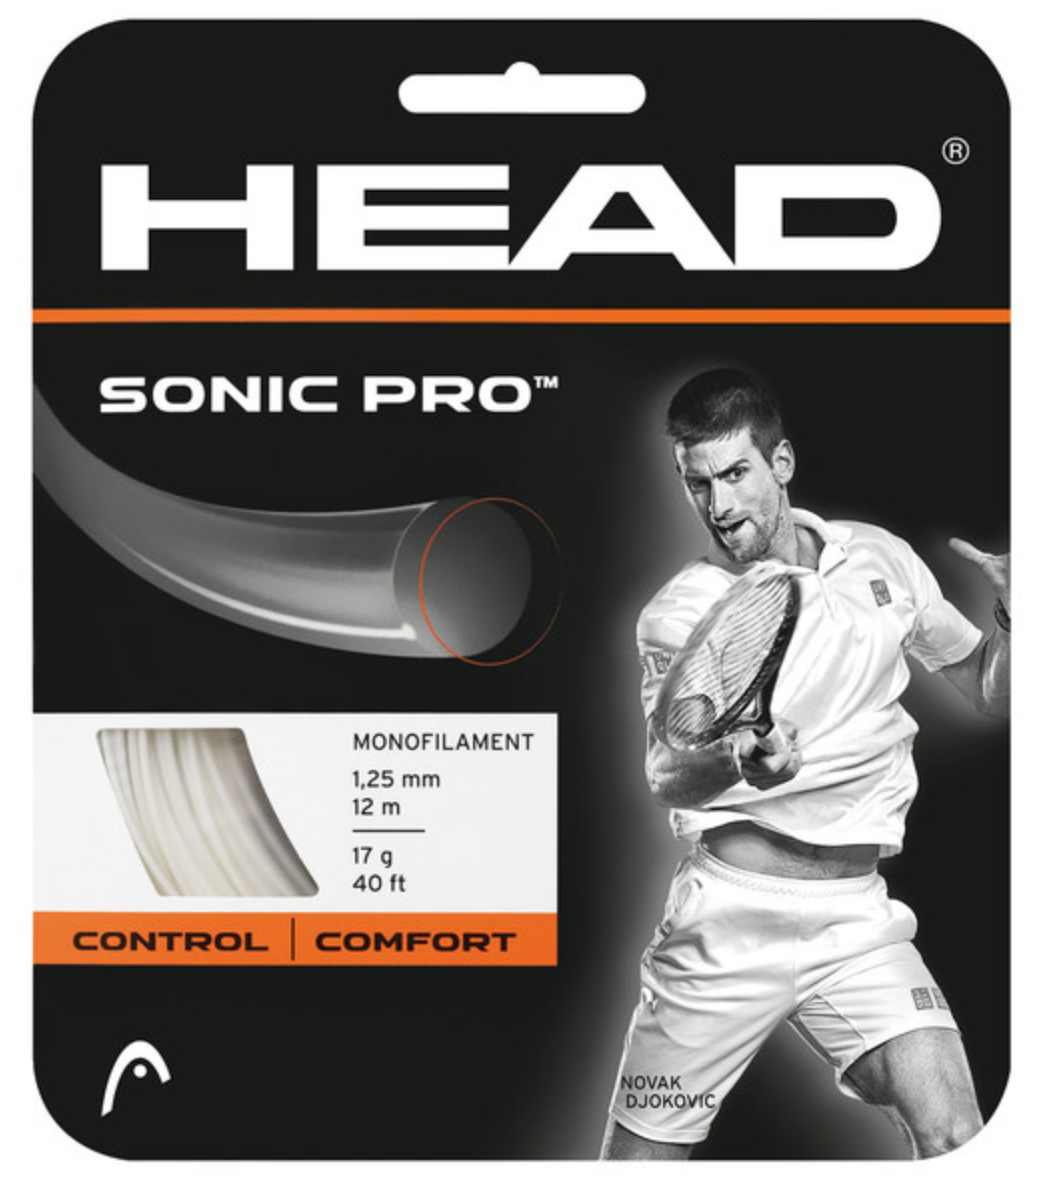 HEAD®
SONIC PRO™
MONOFILAMENT
1,25 mm
12 m
17 g
40 ft
CONTROL | COMFORT
NOVAK
DJOKOVIC